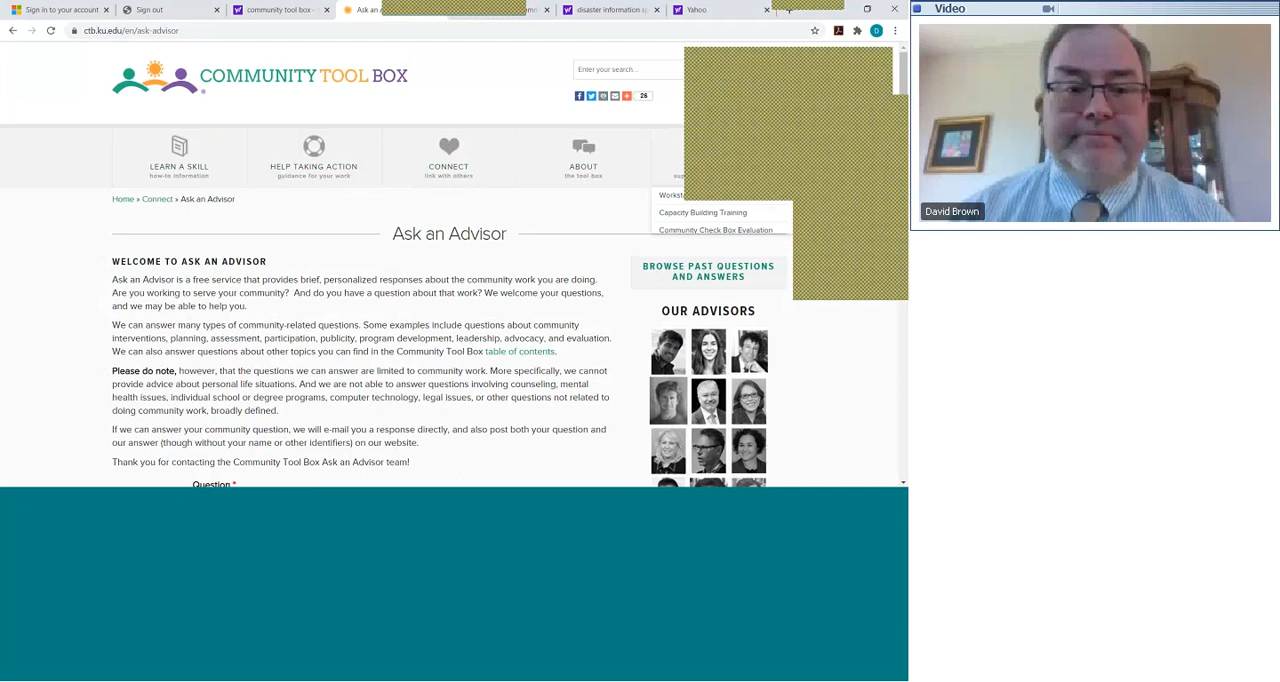 Sign in to your account
Sign out
community tool box -
Ask an
disaster information sp
Yahoo
ctb.ku.edu/en/ask-advisor
COMMUNITY TOOL BOX
Enter your search...
26
LEARN A SKILL
how-to information
HELP TAKING ACTION
guidance for your work
CONNECT
link with others
ABOUT
the tool box
Home » Connect » Ask an Advisor
Capacity Building Training
Community Check Box Evaluation
Ask an Advisor
WELCOME TO ASK AN ADVISOR
Ask an Advisor is a free service that provides brief, personalized responses about the community work you are doing.
Are you working to serve your community? And do you have a question about that work? We welcome your questions,
and we may be able to help you.
We can answer many types of community-related questions. Some examples include questions about community
interventions, planning, assessment, participation, publicity, program development, leadership, advocacy, and evaluation.
We can also answer questions about other topics you can find in the Community Tool Box table of contents.
Please do note, however, that the questions we can answer are limited to community work. More specifically, we cannot
provide advice about personal life situations. And we are not able to answer questions involving counseling, mental
health issues, individual school or degree programs, computer technology, legal issues, or other questions not related to
doing community work, broadly defined.
If we can answer your community question, we will e-mail you a response directly, and also post both your question and
our answer (though without your name or other identifiers) on our website.
Thank you for contacting the Community Tool Box Ask an Advisor team!
Question *
BROWSE PAST QUESTIONS
AND ANSWERS
OUR ADVISORS
Video
David Brown